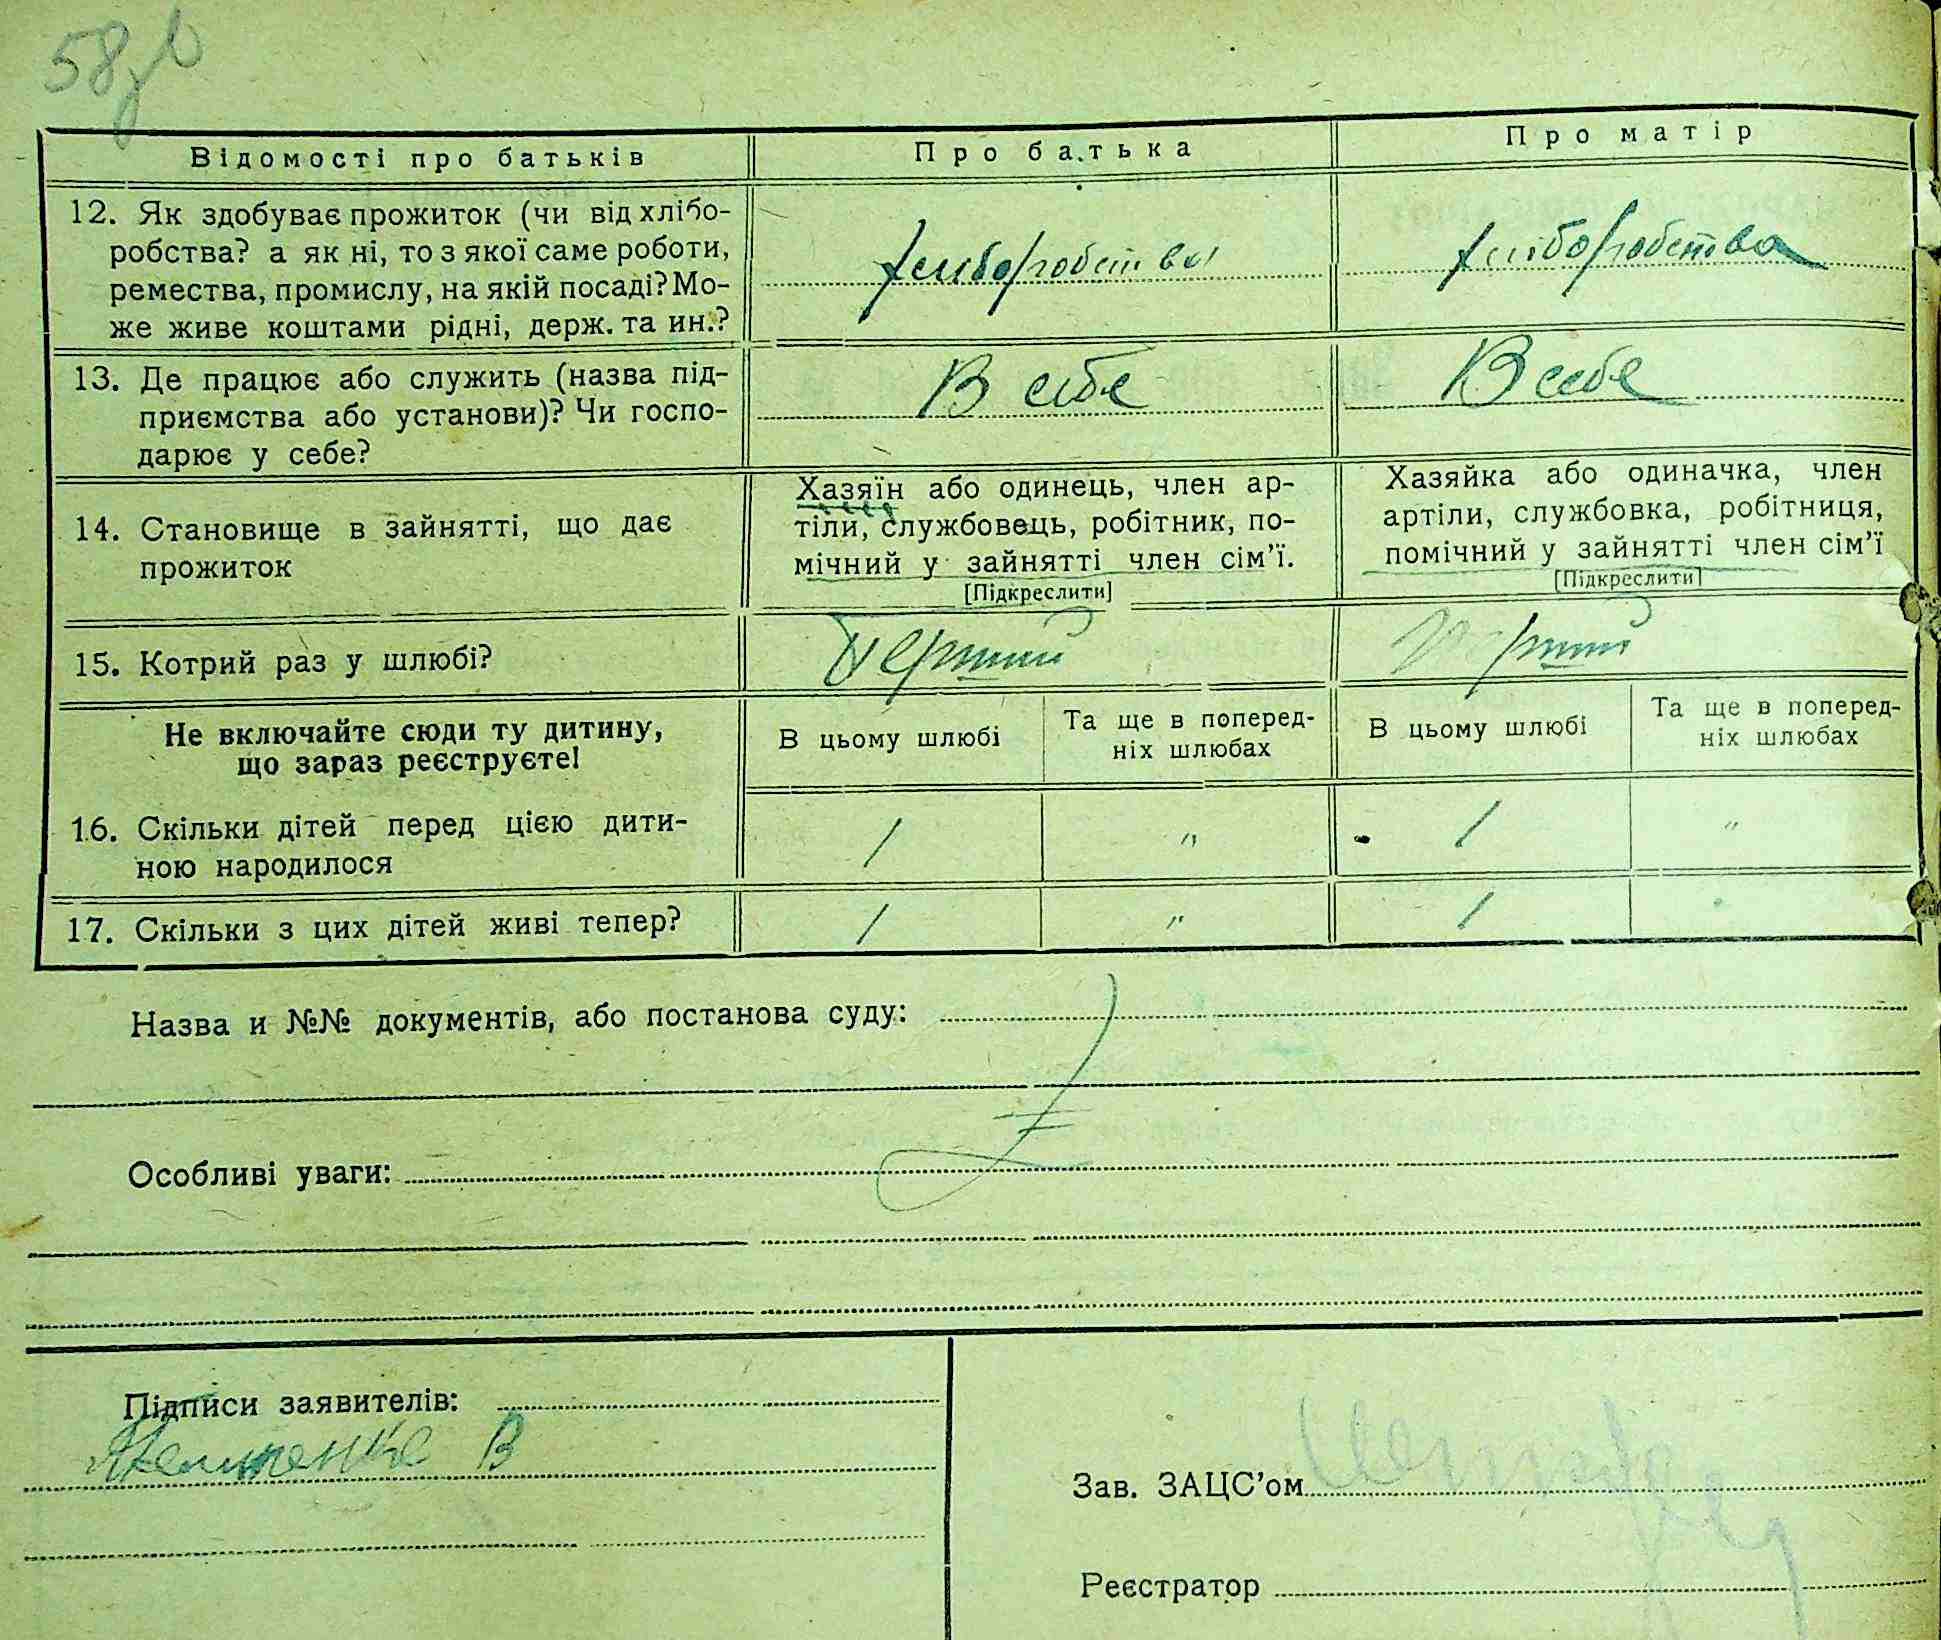 58
Відомості про батьків
Про батька
Про матір
12. Як здобуває прожиток (чи від хлібо-
робства? а як ні, то з якої саме роботи,
ремества, промислу, на якій посаді? Мо-
же живе коштами рідні, держ. та ин.?
хліборобства
хліборобства
13. Де працює або служить (назва під-
приємства або установи)? Чи госпо-
дарює у себе?
В себе
В себе
14. Становище в зайнятті, що дає
прожиток
Хазяїн або одинець, член ар-
тіли, службовець, робітник, по-
мічний у зайнятті член сім’ї.
[Підкреслити]
Хазяйка або одиначка, член
артіли, службовка, робітниця,
помічний у зайнятті член сім’ї
[Підкреслити]
15. Котрий раз у шлюбі?
Перший
Перший
Не включайте сюди ту дитину,
що зараз реєструєте!
В цьому шлюбі
Та ще в поперед-
ніх шлюбах
В цьому шлюбі
Та ще в поперед-
ніх шлюбах
16. Скільки дітей перед цією дити-
ною народилося
1 " 1 "
17. Скільки з цих дітей живі тепер?
1 " 1
Назва и №№ документів, або постанова суду:
Особливі уваги:
Підписи заявителів:
В
Зав. ЗАЦС’ом
Реєстратор